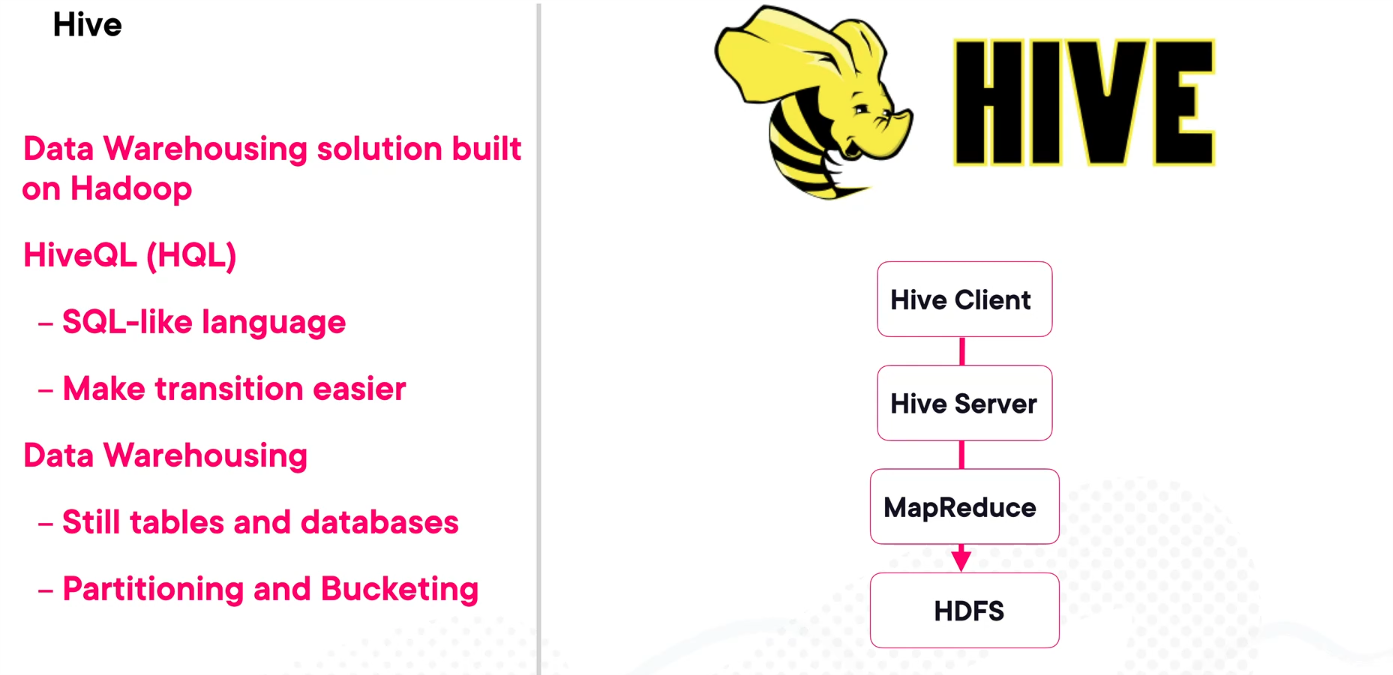 Hive
Data Warehousing solution built
on Hadoop
HiveQL (HQL)
– SQL-like language
– Make transition easier
Data Warehousing
– Still tables and databases
– Partitioning and Bucketing
HIVE
Hive Client
Hive Server
MapReduce
HDFS